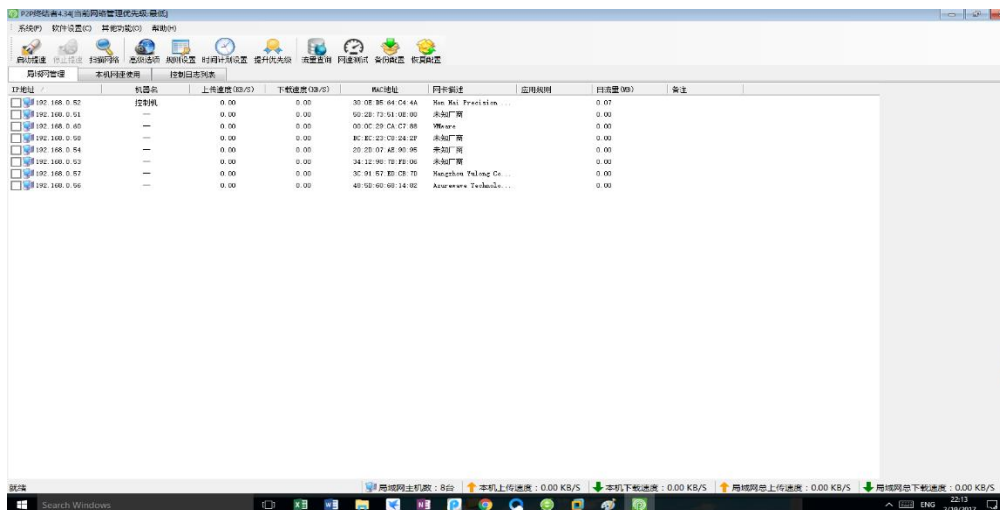 P2P终结者4.34[当前网络管理优先级:最低]
系统(P) 软件设置(C) 其他功能(O) 帮助(H)
启动提速 停止提速 扫描网络 高级选项 规则设置 时间计划设置 提升优先级 流量查询 网速测试 备份配置 恢复配置
局域网管理 本机网速使用 控制日志列表
IP地址 机器名 上传速度(KB/S) 下载速度(KB/S) MAC地址 网卡描述 应用规则 日流量(MB) 备注
192.168.0.52 控制机 0.00 0.00 30:0E:B5:64:C4:4A Hon Hai Precision ... 0.07
192.168.0.51 — 0.00 0.00 50:2B:73:51:0E:80 未知厂商 0.00
192.168.0.60 — 0.00 0.00 00:0C:29:CA:C7:88 VMware 0.00
192.168.0.50 — 0.00 0.00 BC:EC:23:C0:24:2F 未知厂商 0.00
192.168.0.54 — 0.00 0.00 20:2D:07:AE:90:95 未知厂商 0.00
192.168.0.53 — 0.00 0.00 34:12:98:7D:FB:06 未知厂商 0.00
192.168.0.57 — 0.00 0.00 3C:91:57:ED:CB:7D Hangzhou Yulong Co... 0.00
192.168.0.56 — 0.00 0.00 48:5D:60:68:14:82 Azurewave Technolo... 0.00
就绪 局域网主机数：8台 本机上传速度：0.00 KB/S 本机下载速度：0.00 KB/S 局域网总上传速度：0.00 KB/S 局域网总下载速度：0.00 KB/S
Search Windows ENG 22:13